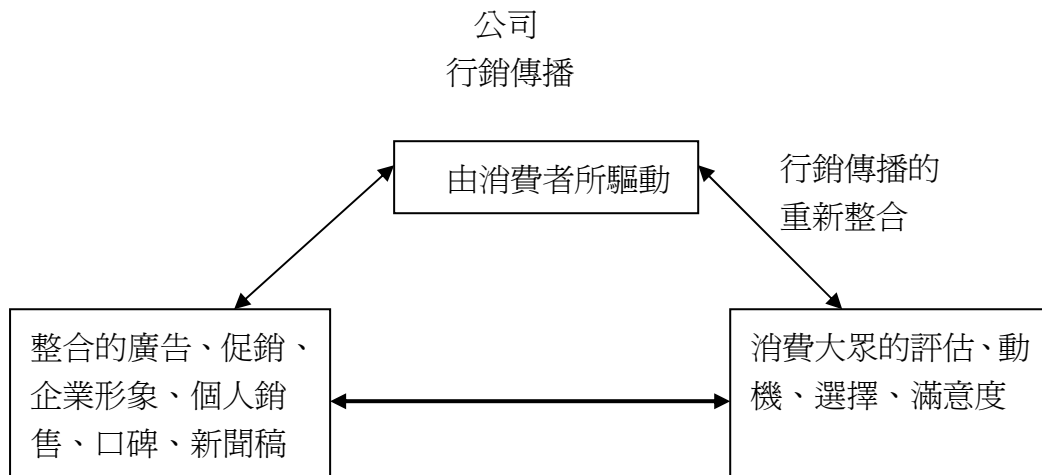 公司
行銷傳播
由消費者所驅動
行銷傳播的
重新整合
整合的廣告、促銷、
企業形象、個人銷
售、口碑、新聞稿
消費大眾的評估、動
機、選擇、滿意度